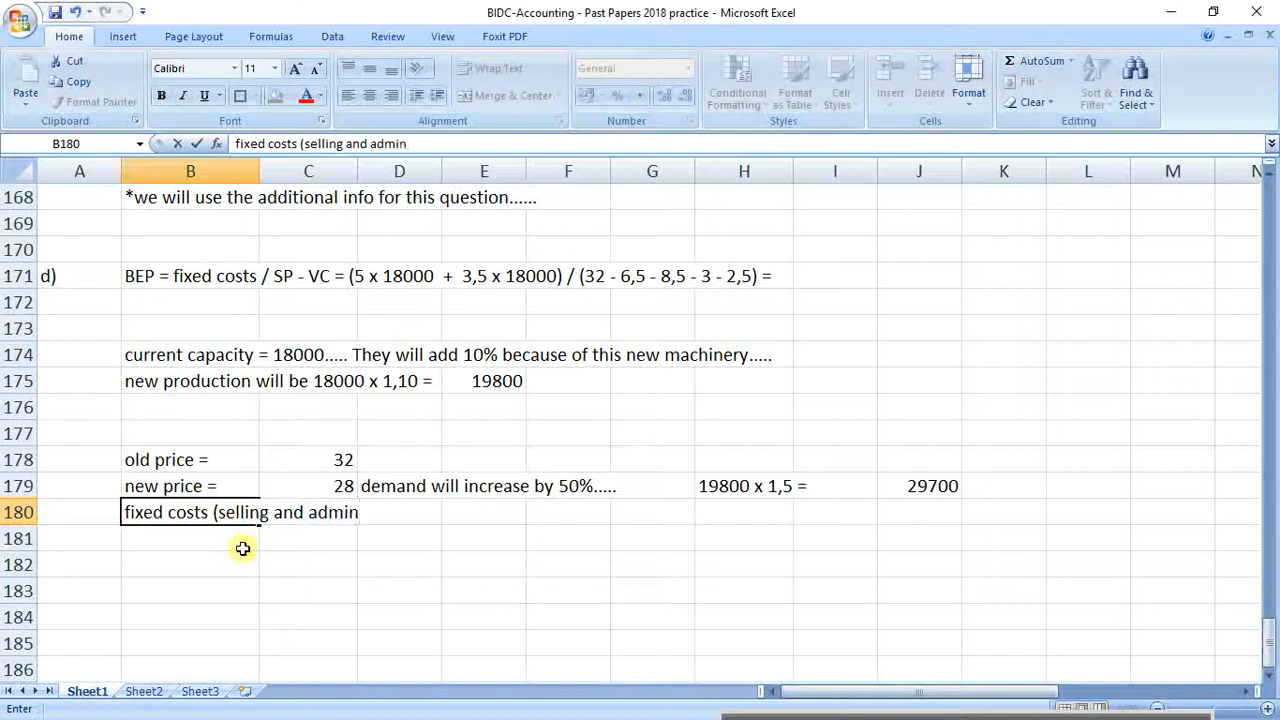 BIDC-Accounting - Past Papers 2018 practice - Microsoft Excel
Home Insert Page Layout Formulas Data Review View Foxit PDF
Paste Cut Copy Format Painter Clipboard
Calibri 11 A A B I U A Font
Wrap Text Merge & Center Alignment
General % , Number
Conditional Formatting Format as Table Cell Styles Styles
Insert Delete Format Cells
Σ AutoSum Fill Clear Sort & Filter Find & Select Editing
B180 fx fixed costs (selling and admin
A B C D E F G H I J K L M N
168 *we will use the additional info for this question......
169
170
171 d) BEP = fixed costs / SP - VC = (5 x 18000 + 3,5 x 18000) / (32 - 6,5 - 8,5 - 3 - 2,5) =
172
173
174 current capacity = 18000..... They will add 10% because of this new machinery.....
175 new production will be 18000 x 1,10 = 19800
176
177
178 old price = 32
179 new price = 28 demand will increase by 50%..... 19800 x 1,5 = 29700
180 fixed costs (selling and admin
181
182
183
184
185
186
Sheet1 Sheet2 Sheet3
Enter